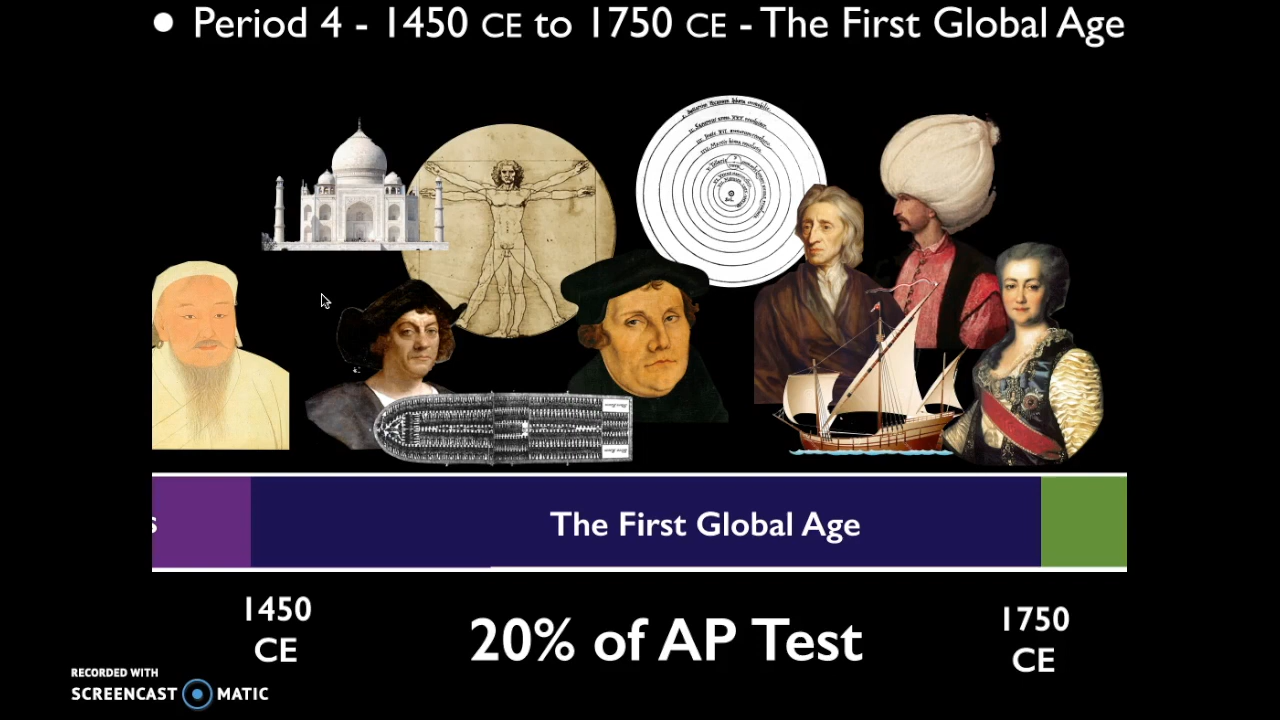 • Period 4 - 1450 CE to 1750 CE - The First Global Age
s
The First Global Age
1450
CE
20% of AP Test
1750
CE
RECORDED WITH
SCREENCAST MATIC